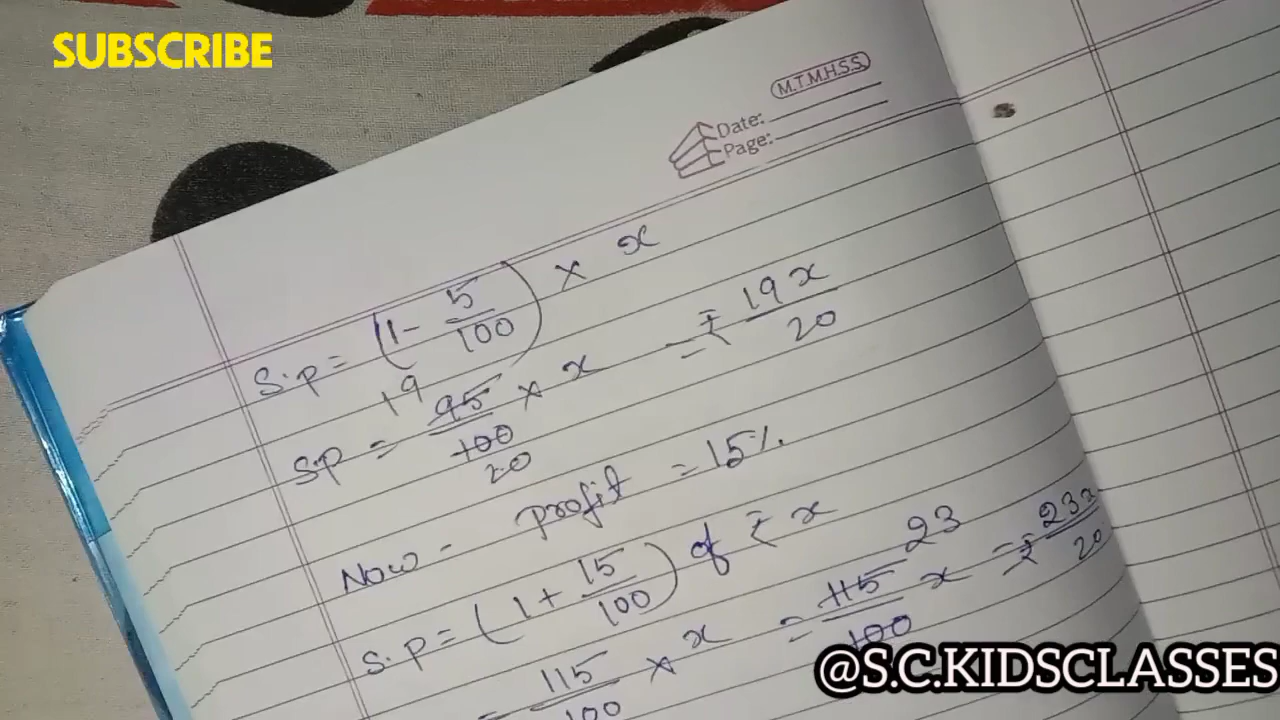 SUBSCRIBE
M.T.M.H.S.S.
Date:
Page:
S.p = (1 - 5/100) × x
19
Sp = 95/100 × x = ₹ 19x/20
20
Now - profit = 15%
S.p = (1 + 15/100) of ₹ x
23
= 115/100 × x = 115/100 x = ₹ 23x/20
@S.C.KIDSCLASSES